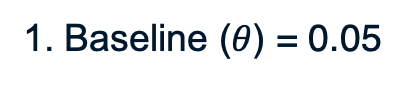 1. Baseline (θ) = 0.05